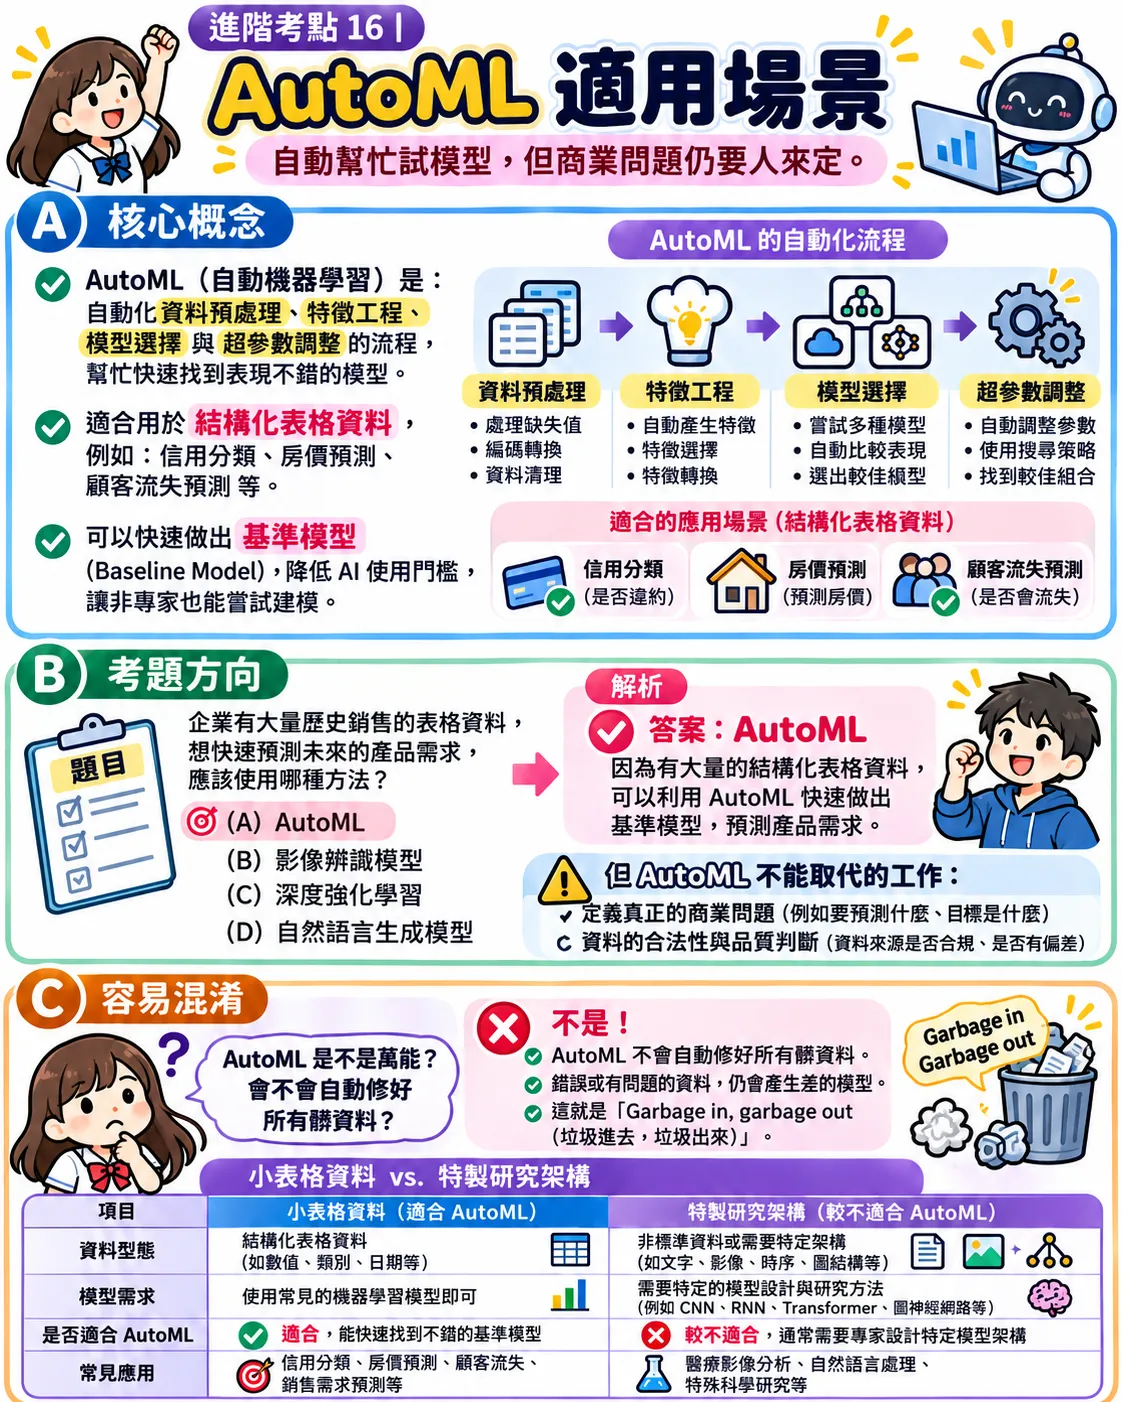 進階考點 16 |
AutoML 適用場景
自動幫忙試模型，但商業問題仍要人來定。
A 核心概念
AutoML（自動機器學習）是：
自動化 資料預處理、特徵工程、
模型選擇 與 超參數調整 的流程，
幫忙快速找到表現不錯的模型。
適合用於 結構化表格資料，
例如：信用分類、房價預測、
顧客流失預測 等。
可以快速做出 基準模型
(Baseline Model)，降低 AI 使用門檻，
讓非專家也能嘗試建模。
AutoML 的自動化流程
資料預處理
• 處理缺失值
• 編碼轉換
• 資料清理
特徵工程
• 自動產生特徵
• 特徵選擇
• 特徵轉換
模型選擇
• 嘗試多種模型
• 自動比較表現
• 選出較佳模型
超參數調整
• 自動調整參數
• 使用搜尋策略
• 找到較佳組合
適合的應用場景（結構化表格資料）
信用分類
（是否違約）
房價預測
（預測房價）
顧客流失預測
（是否會流失）
B 考題方向
題目
企業有大量歷史銷售的表格資料，
想快速預測未來的產品需求，
應該使用哪種方法？
(A) AutoML
(B) 影像辨識模型
(C) 深度強化學習
(D) 自然語言生成模型
解析
答案：AutoML
因為有大量的結構化表格資料，
可以利用 AutoML 快速做出
基準模型，預測產品需求。
但 AutoML 不能取代的工作：
定義真正的商業問題（例如要預測什麼、目標是什麼）
資料的合法性與品質判斷（資料來源是否合規、是否有偏差）
C 容易混淆
?
AutoML 是不是萬能？
會不會自動修好
所有髒資料？
不是！
AutoML 不會自動修好所有髒資料。
錯誤或有問題的資料，仍會產生差的模型。
這就是「Garbage in, garbage out
（垃圾進去，垃圾出來）」。
Garbage in
Garbage out
小表格資料 vs. 特製研究架構
項目
小表格資料（適合 AutoML）
特製研究架構（較不適合 AutoML）
資料型態
結構化表格資料
（如數值、類別、日期等）
非標準資料或需要特定架構
（如文字、影像、時序、圖結構等）
模型需求
使用常見的機器學習模型即可
需要特定的模型設計與研究方法
（例如 CNN、RNN、Transformer、圖神經網路等）
是否適合 AutoML
適合，能快速找到不錯的基準模型
較不適合，通常需要專家設計特定模型架構
常見應用
信用分類、房價預測、顧客流失、
銷售需求預測等
醫療影像分析、自然語言處理、
特殊科學研究等